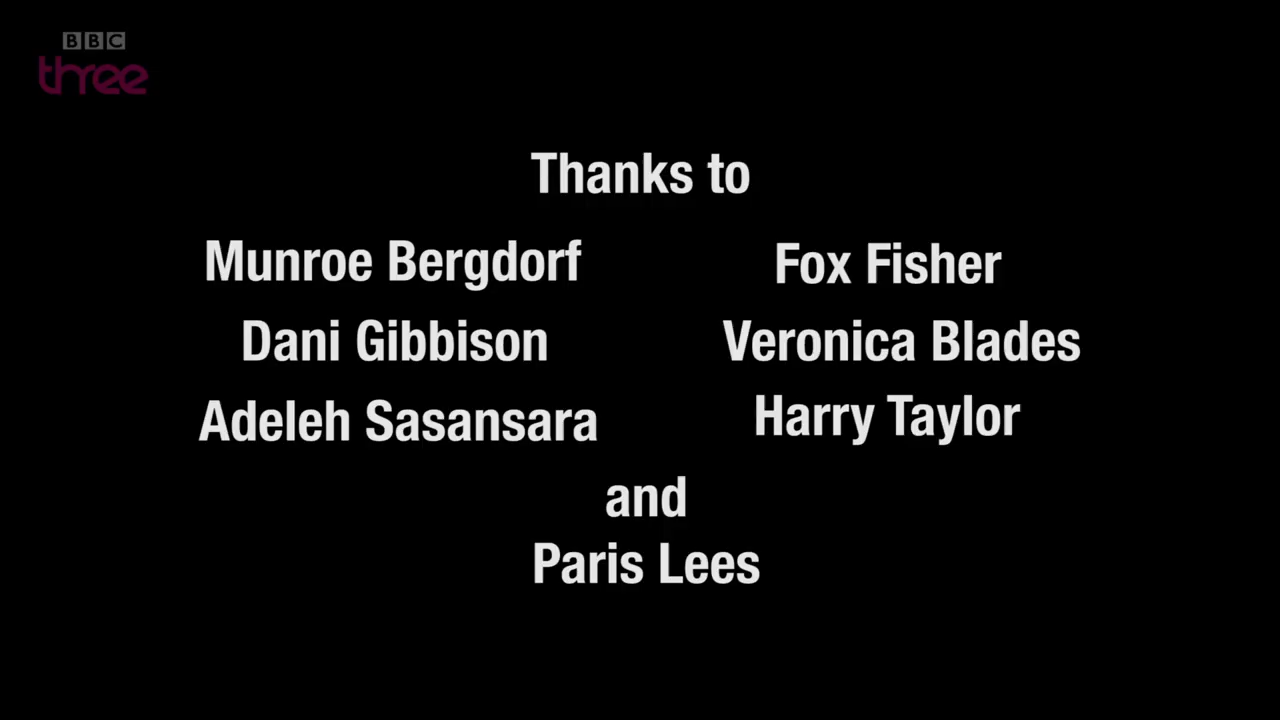 BBC
three
Thanks to
Munroe Bergdorf
Fox Fisher
Dani Gibbison
Veronica Blades
Adeleh Sasansara
Harry Taylor
and
Paris Lees